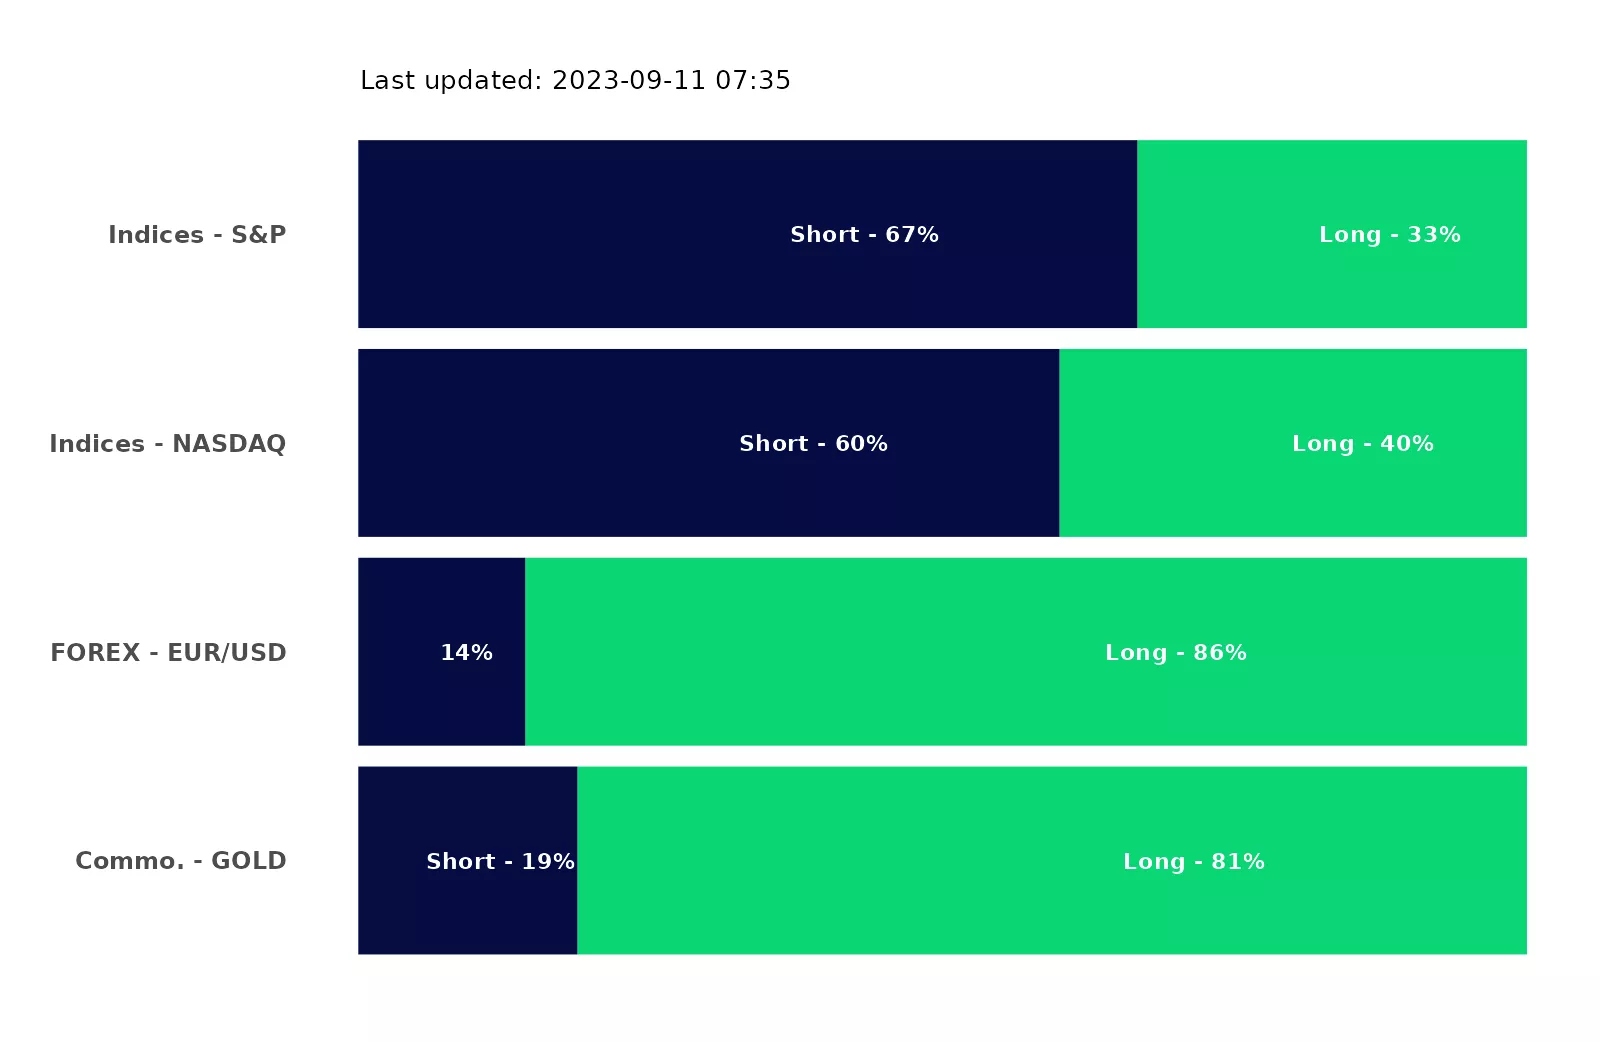 Last updated: 2023-09-11 07:35
Indices - S&P Short - 67% Long - 33%
Indices - NASDAQ Short - 60% Long - 40%
FOREX - EUR/USD 14% Long - 86%
Commo. - GOLD Short - 19% Long - 81%